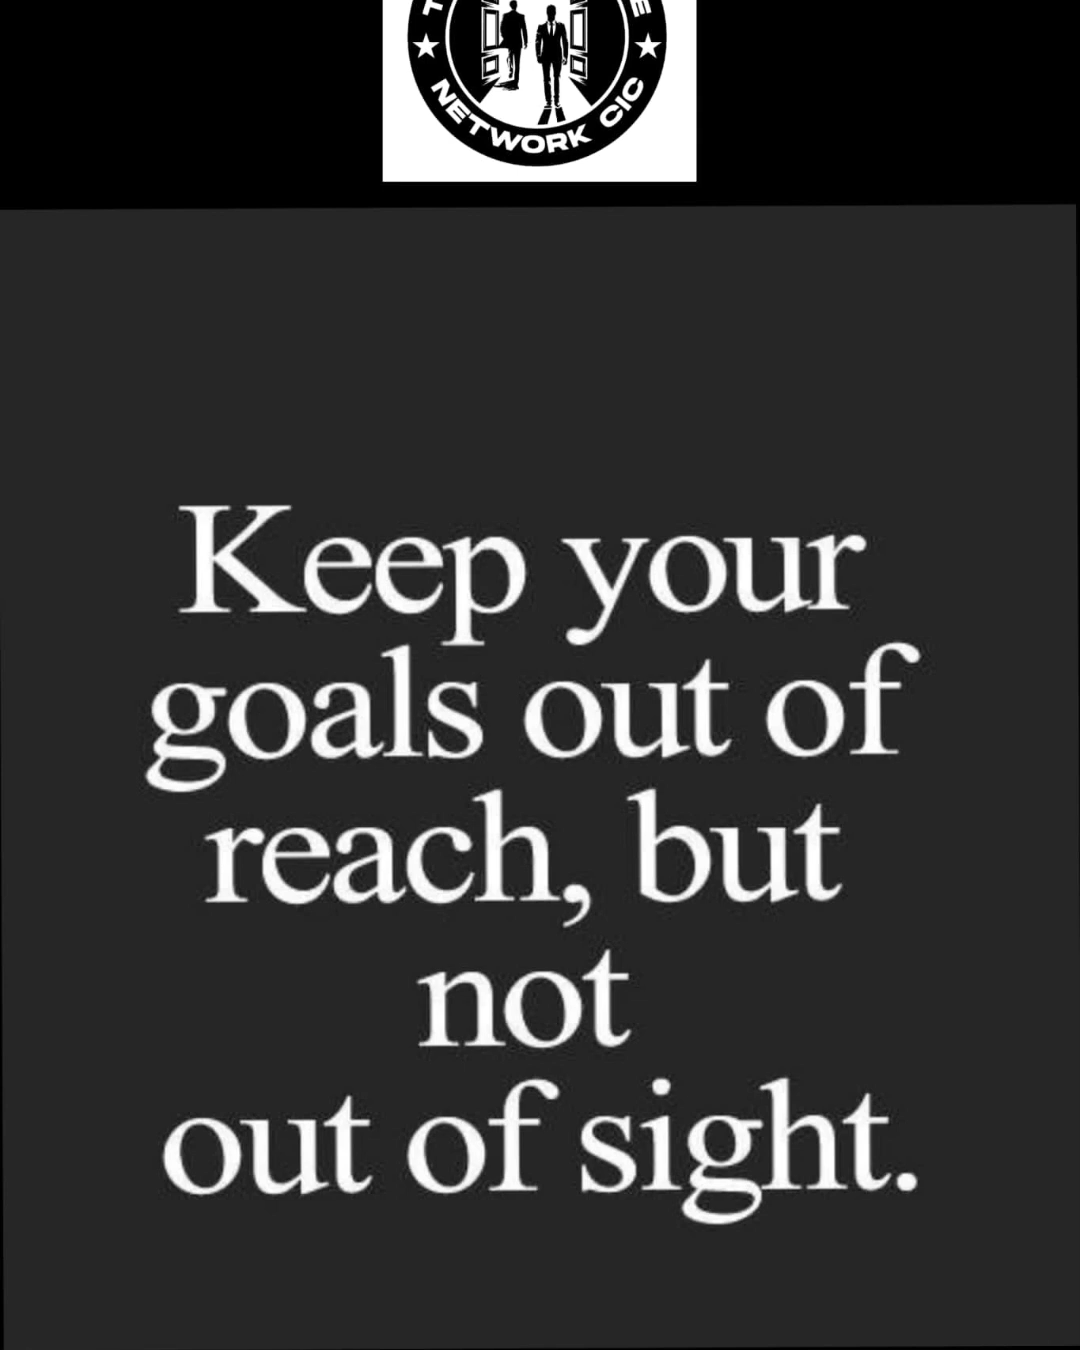 NETWORK CIC
Keep your
goals out of
reach, but
not
out of sight.